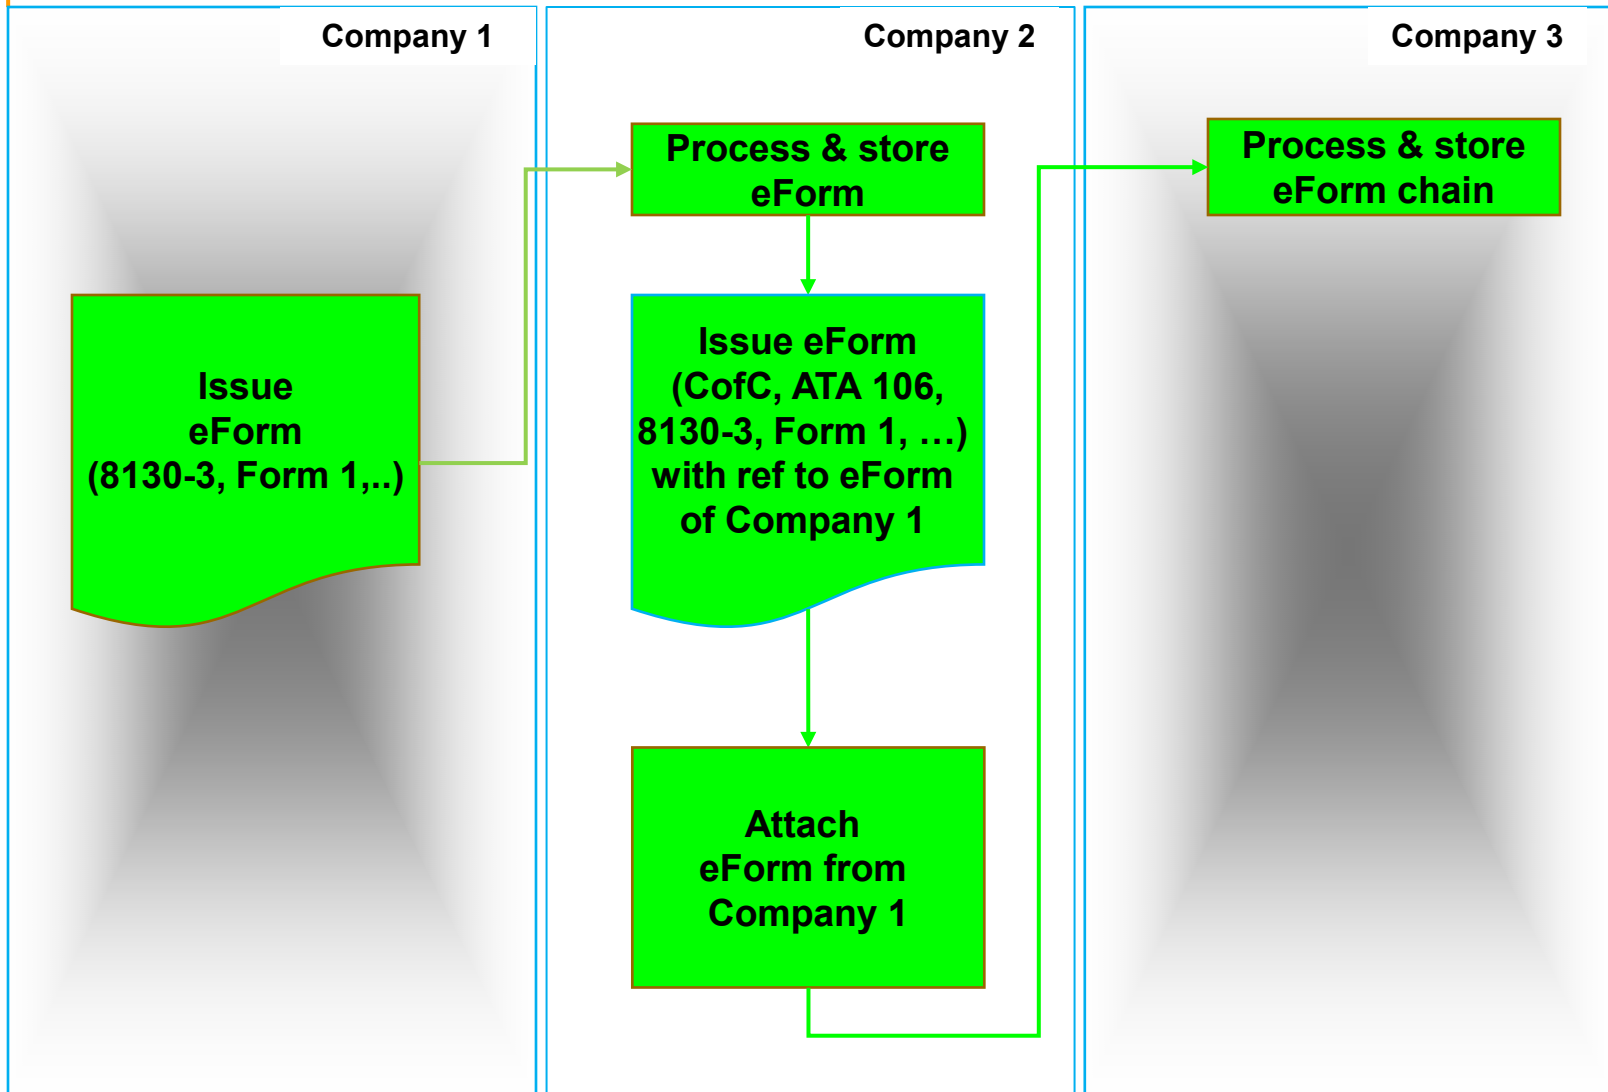 Company 1
Company 2
Company 3
Process & store
eForm
Process & store
eForm chain
Issue
eForm
(8130-3, Form 1,..)
Issue eForm
(CofC, ATA 106,
8130-3, Form 1, …)
with ref to eForm
of Company 1
Attach
eForm from
Company 1